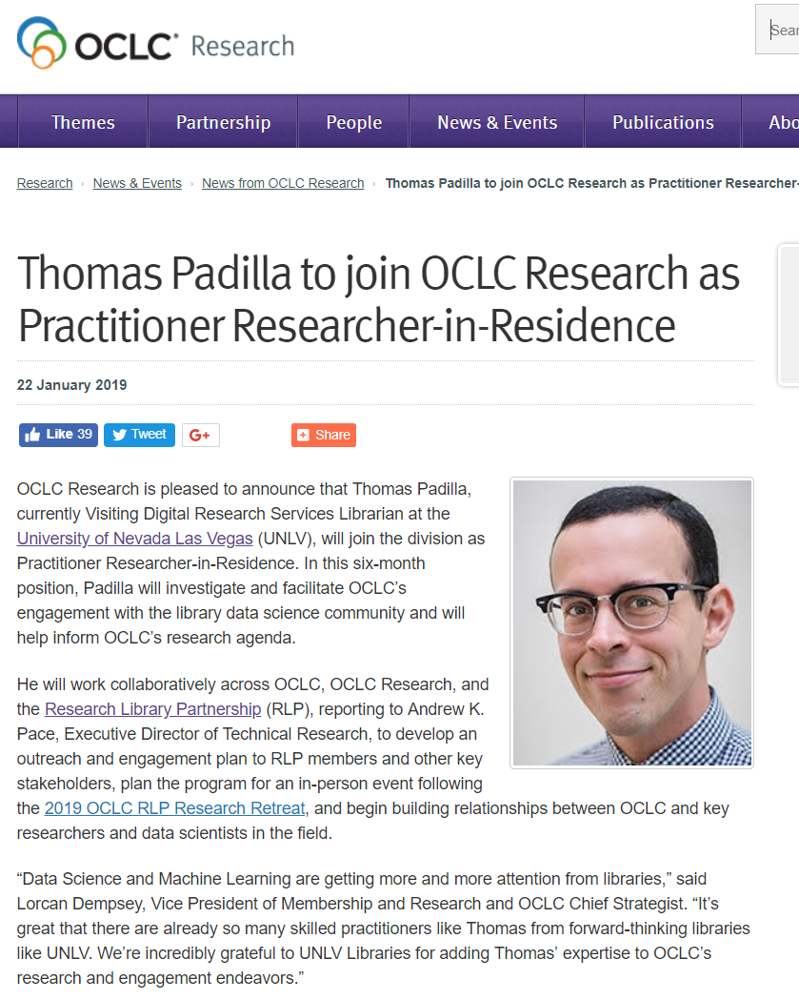 OCLC Research
Sear
Themes
Partnership
People
News & Events
Publications
Abo
Research › News & Events › News from OCLC Research › Thomas Padilla to join OCLC Research as Practitioner Researcher-
Thomas Padilla to join OCLC Research as
Practitioner Researcher-in-Residence
22 January 2019
Like 39
Tweet
G+
Share
OCLC Research is pleased to announce that Thomas Padilla,
currently Visiting Digital Research Services Librarian at the
University of Nevada Las Vegas (UNLV), will join the division as
Practitioner Researcher-in-Residence. In this six-month
position, Padilla will investigate and facilitate OCLC’s
engagement with the library data science community and will
help inform OCLC’s research agenda.
He will work collaboratively across OCLC, OCLC Research, and
the Research Library Partnership (RLP), reporting to Andrew K.
Pace, Executive Director of Technical Research, to develop an
outreach and engagement plan to RLP members and other key
stakeholders, plan the program for an in-person event following
the 2019 OCLC RLP Research Retreat, and begin building relationships between OCLC and key
researchers and data scientists in the field.
“Data Science and Machine Learning are getting more and more attention from libraries,” said
Lorcan Dempsey, Vice President of Membership and Research and OCLC Chief Strategist. “It’s
great that there are already so many skilled practitioners like Thomas from forward-thinking libraries
like UNLV. We’re incredibly grateful to UNLV Libraries for adding Thomas’ expertise to OCLC’s
research and engagement endeavors.”